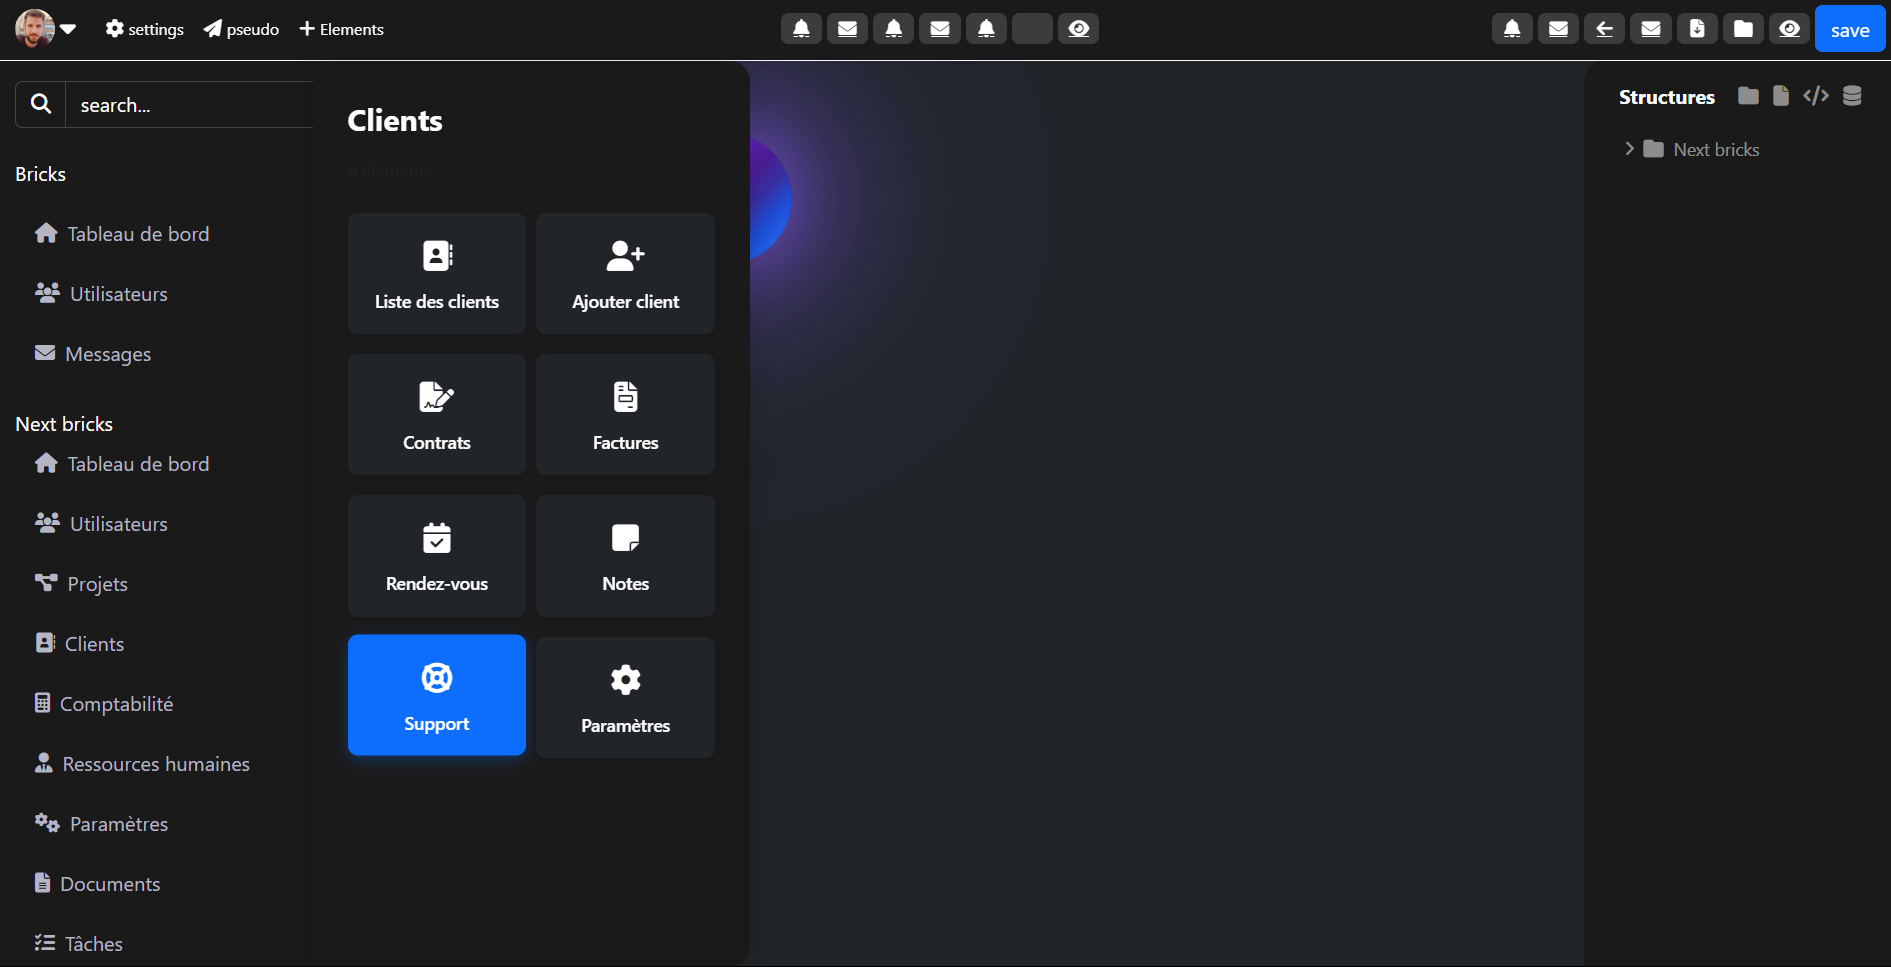 settings pseudo Elements
save
search...
Bricks
Tableau de bord
Utilisateurs
Messages
Next bricks
Tableau de bord
Utilisateurs
Projets
Clients
Comptabilité
Ressources humaines
Paramètres
Documents
Tâches
Clients
8 éléments
Liste des clients
Ajouter client
Contrats
Factures
Rendez-vous
Notes
Support
Paramètres
Structures
Next bricks